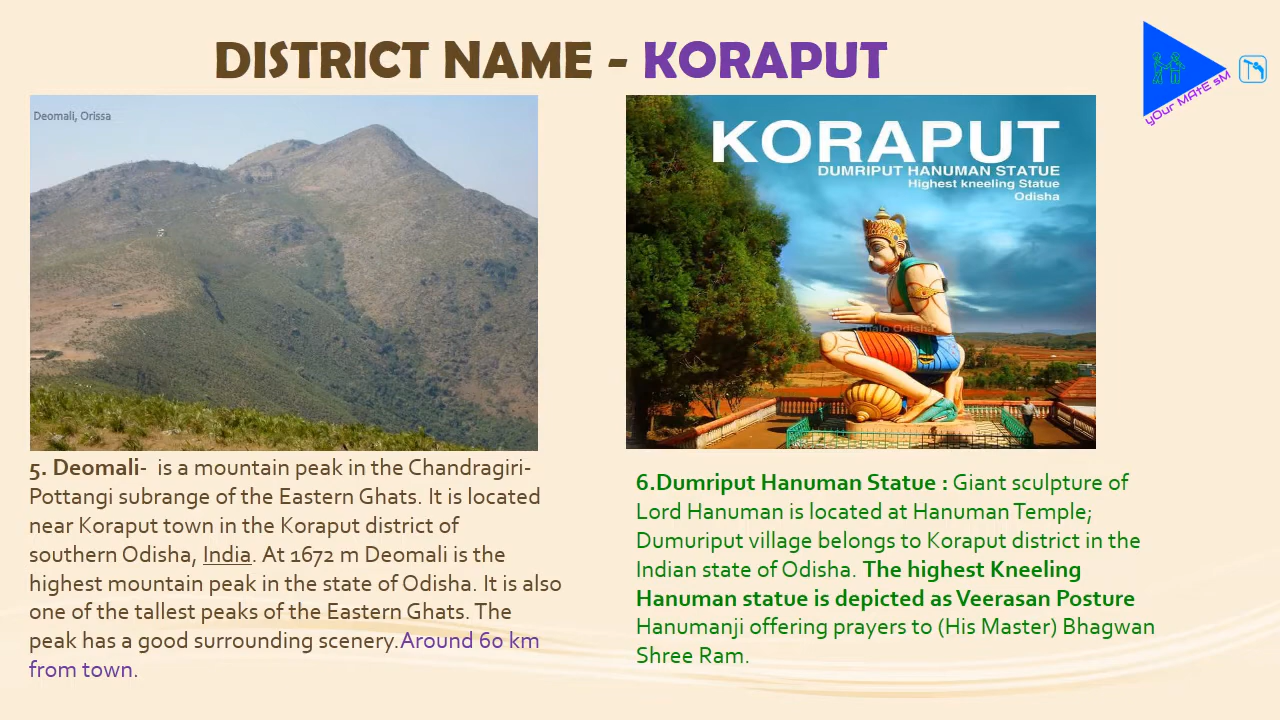 DISTRICT NAME - KORAPUT
yOur MAtE sM
Deomali, Orissa
KORAPUT
DUMRIPUT HANUMAN STATUE
Highest kneeling Statue
Odisha
Chalo Odisha
5. Deomali- is a mountain peak in the Chandragiri-
Pottangi subrange of the Eastern Ghats. It is located
near Koraput town in the Koraput district of
southern Odisha, India. At 1672 m Deomali is the
highest mountain peak in the state of Odisha. It is also
one of the tallest peaks of the Eastern Ghats. The
peak has a good surrounding scenery.Around 60 km
from town.
6.Dumriput Hanuman Statue : Giant sculpture of
Lord Hanuman is located at Hanuman Temple;
Dumuriput village belongs to Koraput district in the
Indian state of Odisha. The highest Kneeling
Hanuman statue is depicted as Veerasan Posture
Hanumanji offering prayers to (His Master) Bhagwan
Shree Ram.